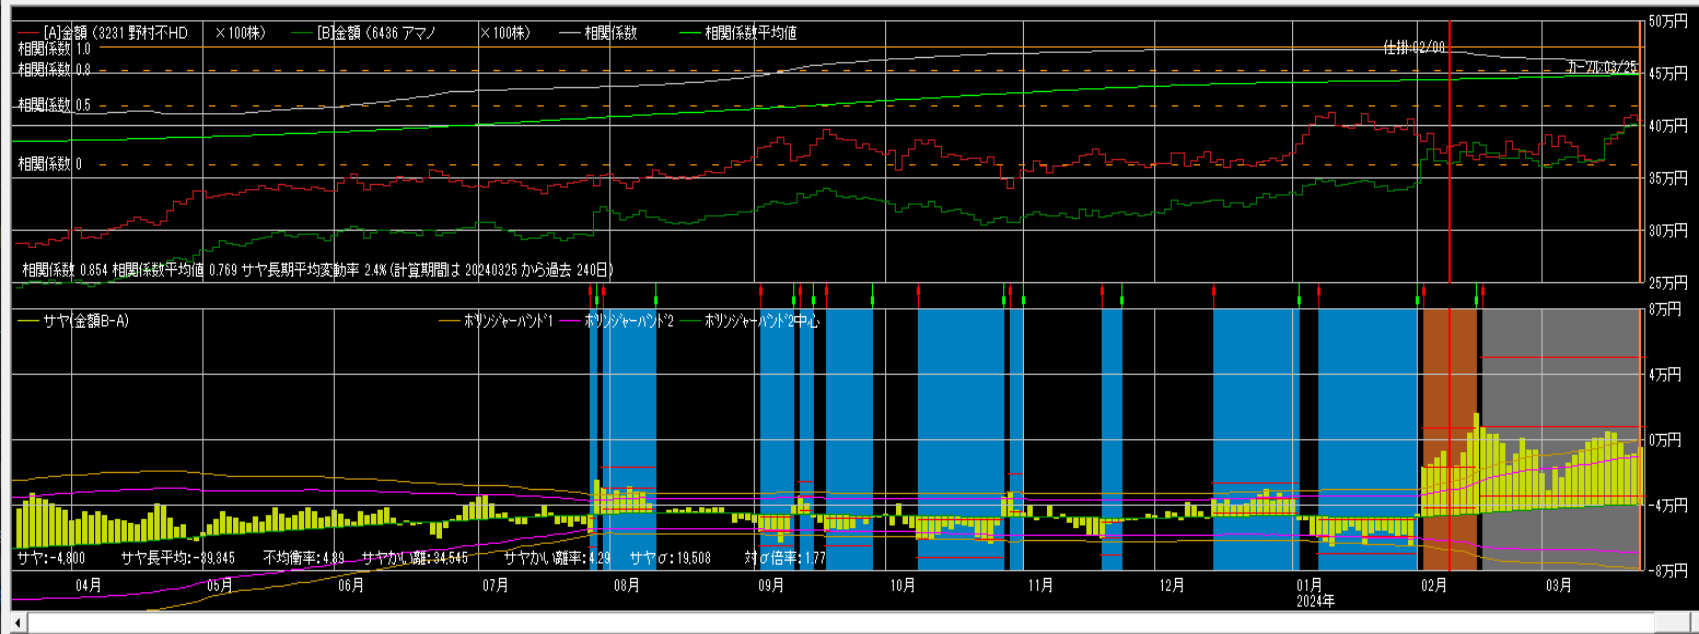 [A]金額 (3231 野村不HD ×100株) [B]金額 (6436 アマノ ×100株) 相関係数 相関係数平均値
50万円
相関係数 1.0
仕掛:02/08
相関係数 0.8
カーソル:03/25
45万円
相関係数 0.5
40万円
相関係数 0
35万円
30万円
相関係数 0.854 相関係数平均値 0.769 サヤ長期平均変動率 2.4% (計算期間は 20240325 から過去 240日)
25万円
サヤ(金額B-A) ボリンジャーバンド1 ボリンジャーバンド2 ボリンジャーバンド2中心
8万円
4万円
0万円
-4万円
サヤ:-4,800 サヤ長平均:-39,345 不均衡率:4.89 サヤかい離:34,545 サヤかい離率:4.29 サヤσ:19,508 対σ倍率:1.77
-8万円
04月 05月 06月 07月 08月 09月 10月 11月 12月 01月 02月 03月
2024年